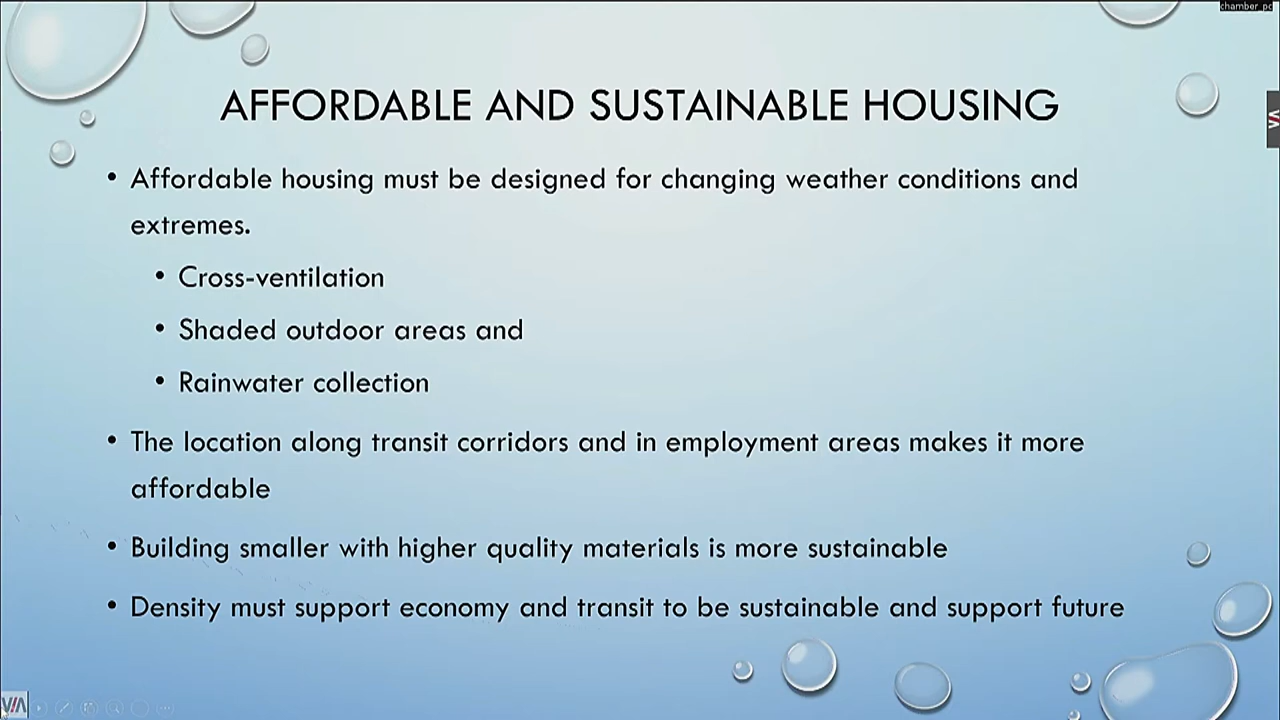 chamber_pc
AFFORDABLE AND SUSTAINABLE HOUSING
• Affordable housing must be designed for changing weather conditions and
extremes.
• Cross-ventilation
• Shaded outdoor areas and
• Rainwater collection
• The location along transit corridors and in employment areas makes it more
affordable
• Building smaller with higher quality materials is more sustainable
• Density must support economy and transit to be sustainable and support future
VIA